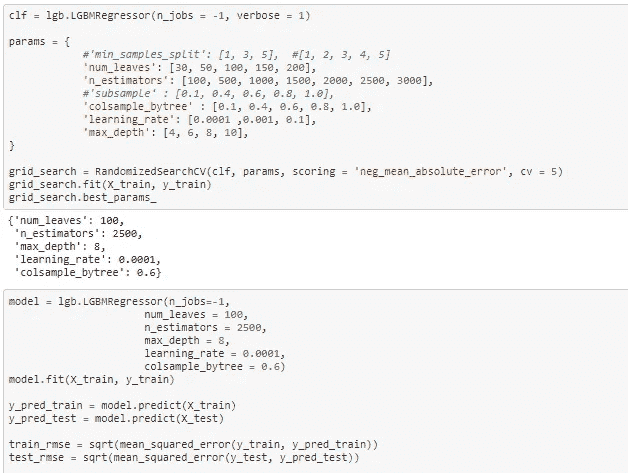 clf = lgb.LGBMRegressor(n_jobs = -1, verbose = 1)
params = {
#'min_samples_split': [1, 3, 5],  #[1, 2, 3, 4, 5]
'num_leaves': [30, 50, 100, 150, 200],
'n_estimators': [100, 500, 1000, 1500, 2000, 2500, 3000],
#'subsample' : [0.1, 0.4, 0.6, 0.8, 1.0],
'colsample_bytree' : [0.1, 0.4, 0.6, 0.8, 1.0],
'learning_rate': [0.0001 ,0.001, 0.1],
'max_depth': [4, 6, 8, 10],
}
grid_search = RandomizedSearchCV(clf, params, scoring = 'neg_mean_absolute_error', cv = 5)
grid_search.fit(X_train, y_train)
grid_search.best_params_
{'num_leaves': 100,
'n_estimators': 2500,
'max_depth': 8,
'learning_rate': 0.0001,
'colsample_bytree': 0.6}
model = lgb.LGBMRegressor(n_jobs=-1,
num_leaves = 100,
n_estimators = 2500,
max_depth = 8,
learning_rate = 0.0001,
colsample_bytree = 0.6)
model.fit(X_train, y_train)
y_pred_train = model.predict(X_train)
y_pred_test = model.predict(X_test)
train_rmse = sqrt(mean_squared_error(y_train, y_pred_train))
test_rmse = sqrt(mean_squared_error(y_test, y_pred_test))